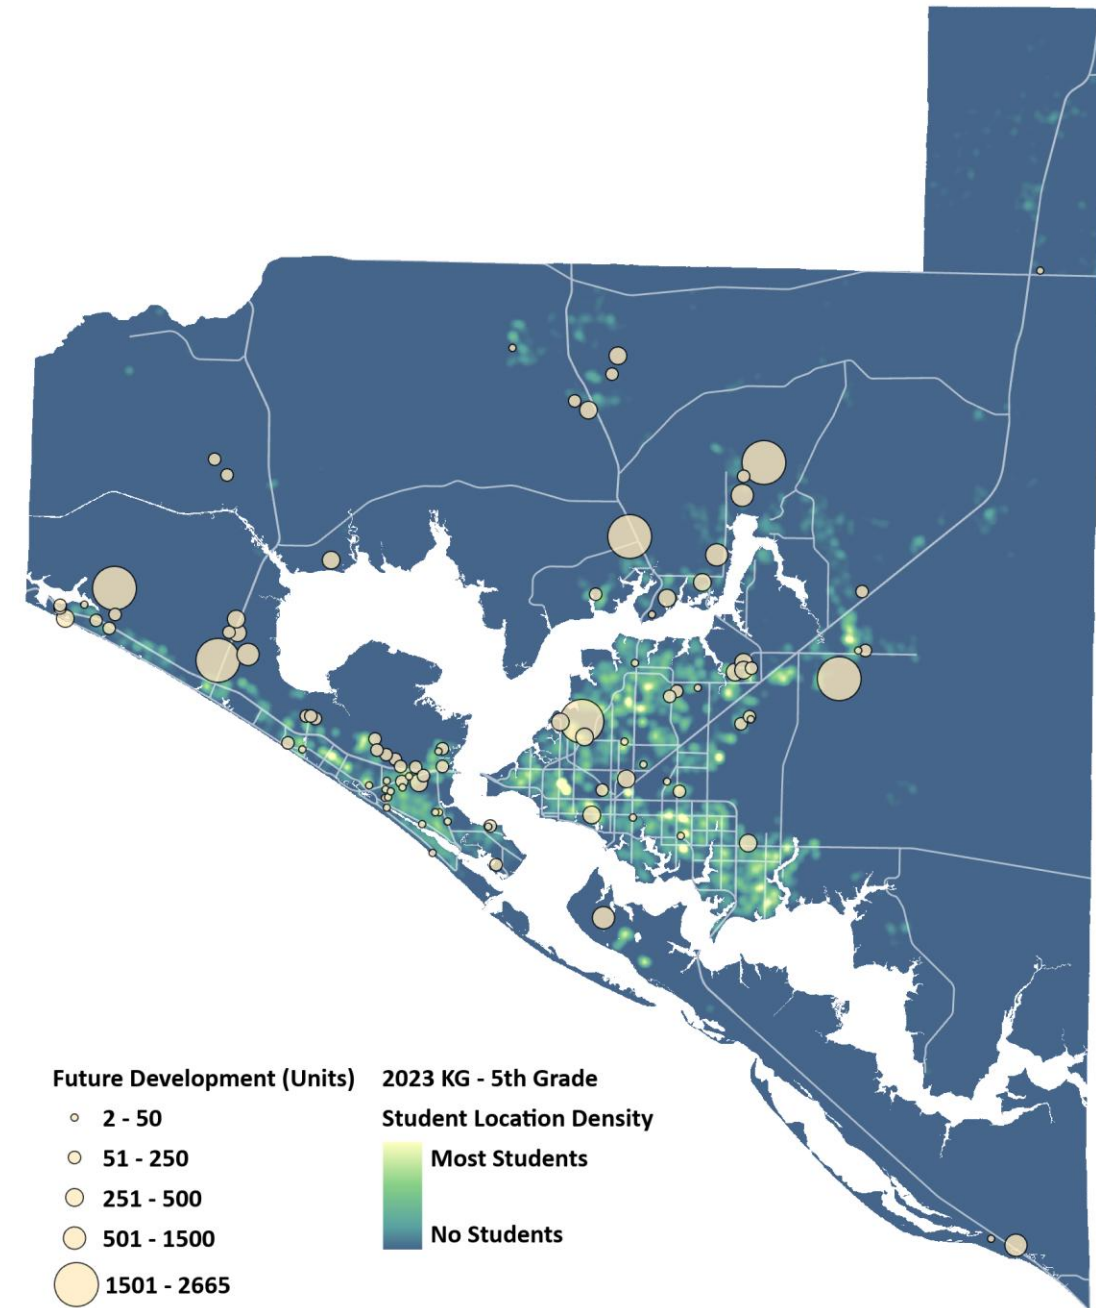 Future Development (Units)
2 - 50
51 - 250
251 - 500
501 - 1500
1501 - 2665
2023 KG - 5th Grade
Student Location Density
Most Students
No Students